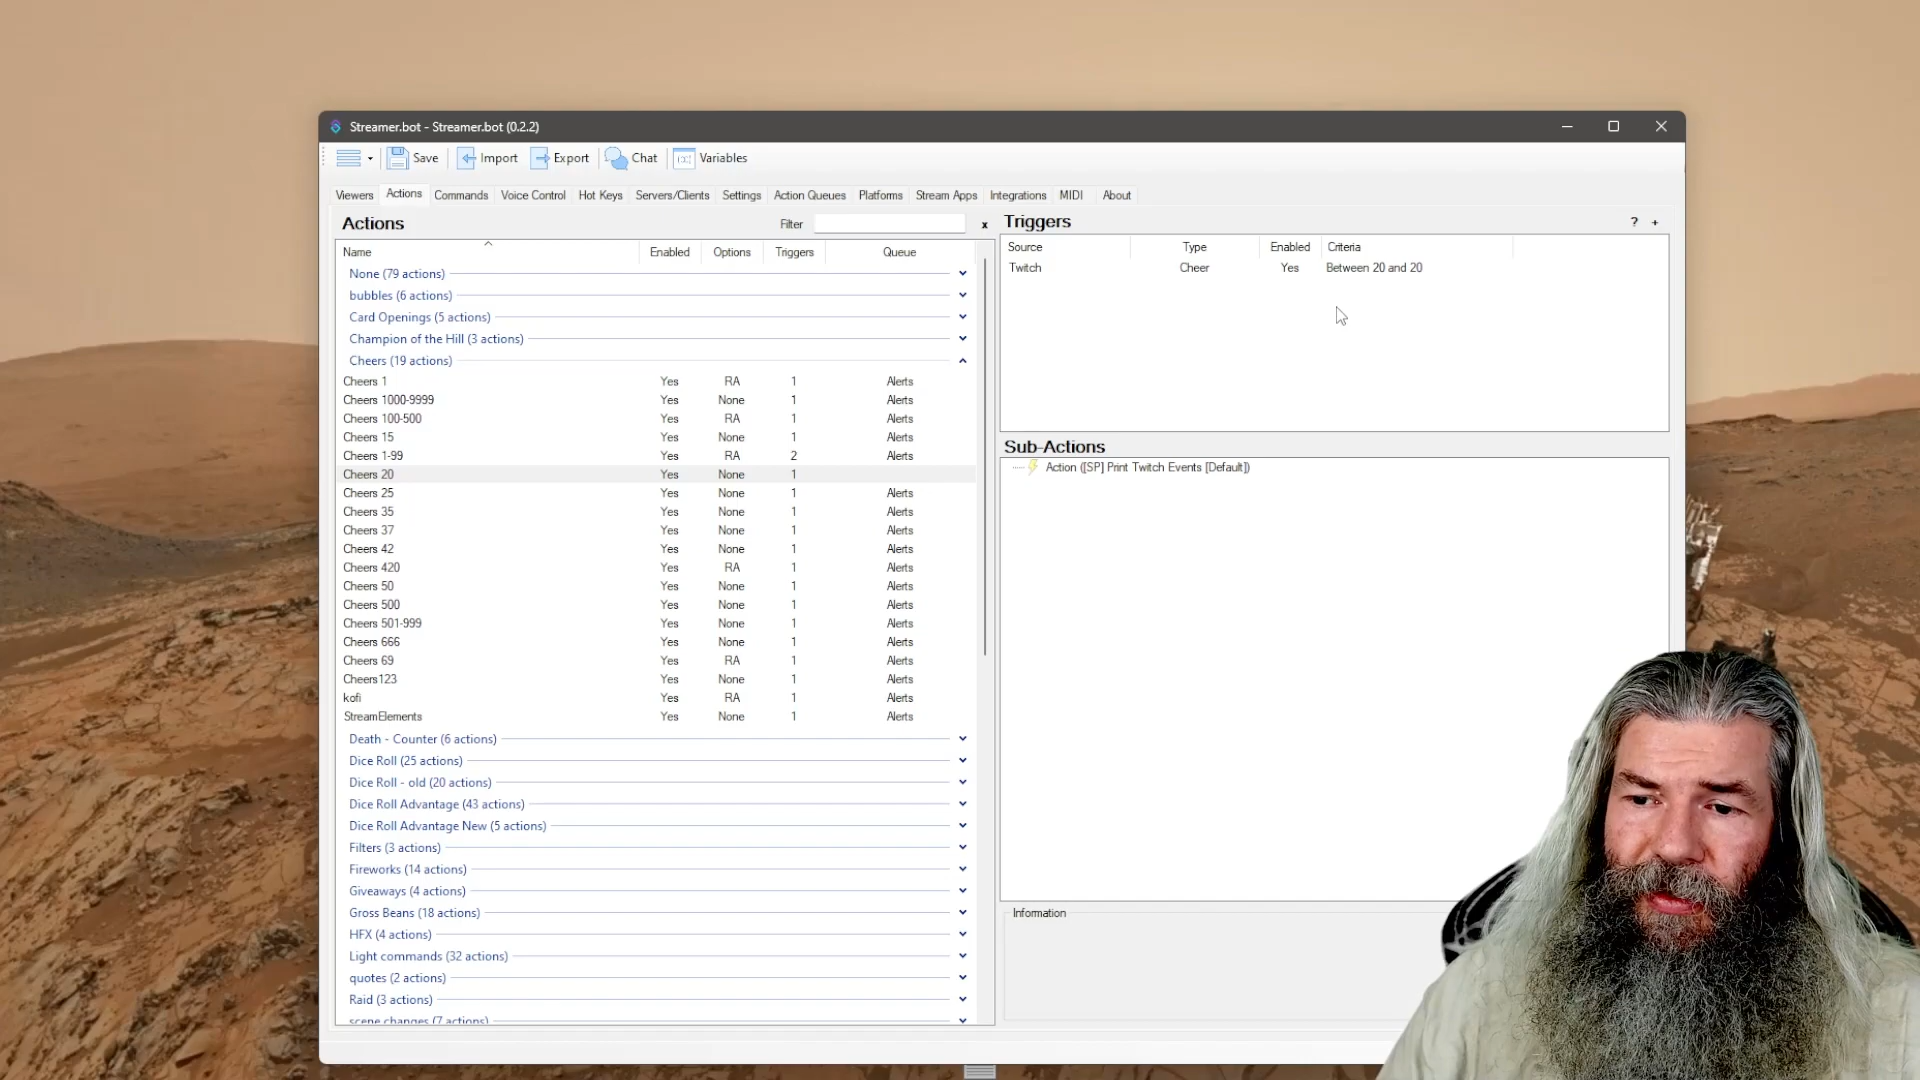 Streamer.bot - Streamer.bot (0.2.2)
Save Import Export Chat Variables
Viewers Actions Commands Voice Control Hot Keys Servers/Clients Settings Action Queues Platforms Stream Apps Integrations MIDI About
Actions Filter x
Name Enabled Options Triggers Queue
None (79 actions)
bubbles (6 actions)
Card Openings (5 actions)
Champion of the Hill (3 actions)
Cheers (19 actions)
Cheers 1 Yes RA 1 Alerts
Cheers 1000-9999 Yes None 1 Alerts
Cheers 100-500 Yes RA 1 Alerts
Cheers 15 Yes None 1 Alerts
Cheers 1-99 Yes RA 2 Alerts
Cheers 20 Yes None 1
Cheers 25 Yes None 1 Alerts
Cheers 35 Yes None 1 Alerts
Cheers 37 Yes None 1 Alerts
Cheers 42 Yes None 1 Alerts
Cheers 420 Yes RA 1 Alerts
Cheers 50 Yes None 1 Alerts
Cheers 500 Yes None 1 Alerts
Cheers 501-999 Yes None 1 Alerts
Cheers 666 Yes None 1 Alerts
Cheers 69 Yes RA 1 Alerts
Cheers123 Yes None 1 Alerts
kofi Yes RA 1 Alerts
StreamElements Yes None 1 Alerts
Death - Counter (6 actions)
Dice Roll (25 actions)
Dice Roll - old (20 actions)
Dice Roll Advantage (43 actions)
Dice Roll Advantage New (5 actions)
Filters (3 actions)
Fireworks (14 actions)
Giveaways (4 actions)
Gross Beans (18 actions)
HFX (4 actions)
Light commands (32 actions)
quotes (2 actions)
Raid (3 actions)
scene changes (7 actions)
Triggers ? +
Source Type Enabled Criteria
Twitch Cheer Yes Between 20 and 20
Sub-Actions
Action ([SP] Print Twitch Events [Default])
Information